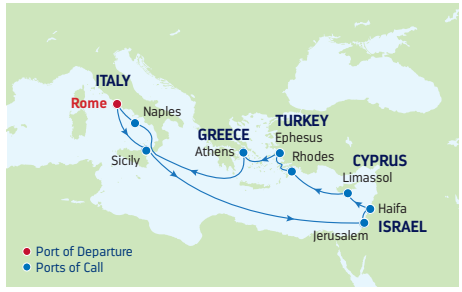 ITALY
Rome
Naples
Sicily
GREECE
Athens
TURKEY
Ephesus
Rhodes
CYPRUS
Limassol
Haifa
Jerusalem
ISRAEL
Port of Departure
Ports of Call